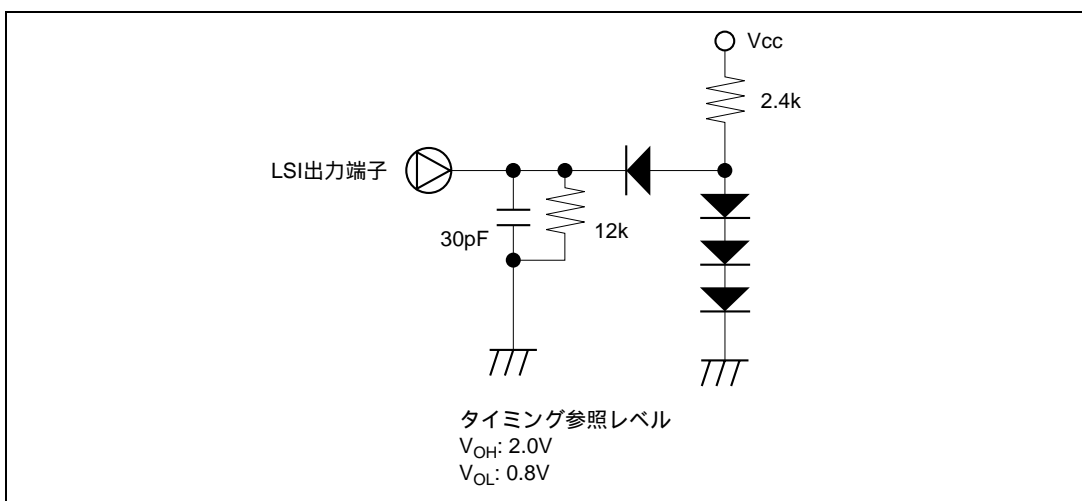 Vcc
2.4k
LSI出力端子
30pF
12k
タイミング参照レベル
VOH: 2.0V
VOL: 0.8V